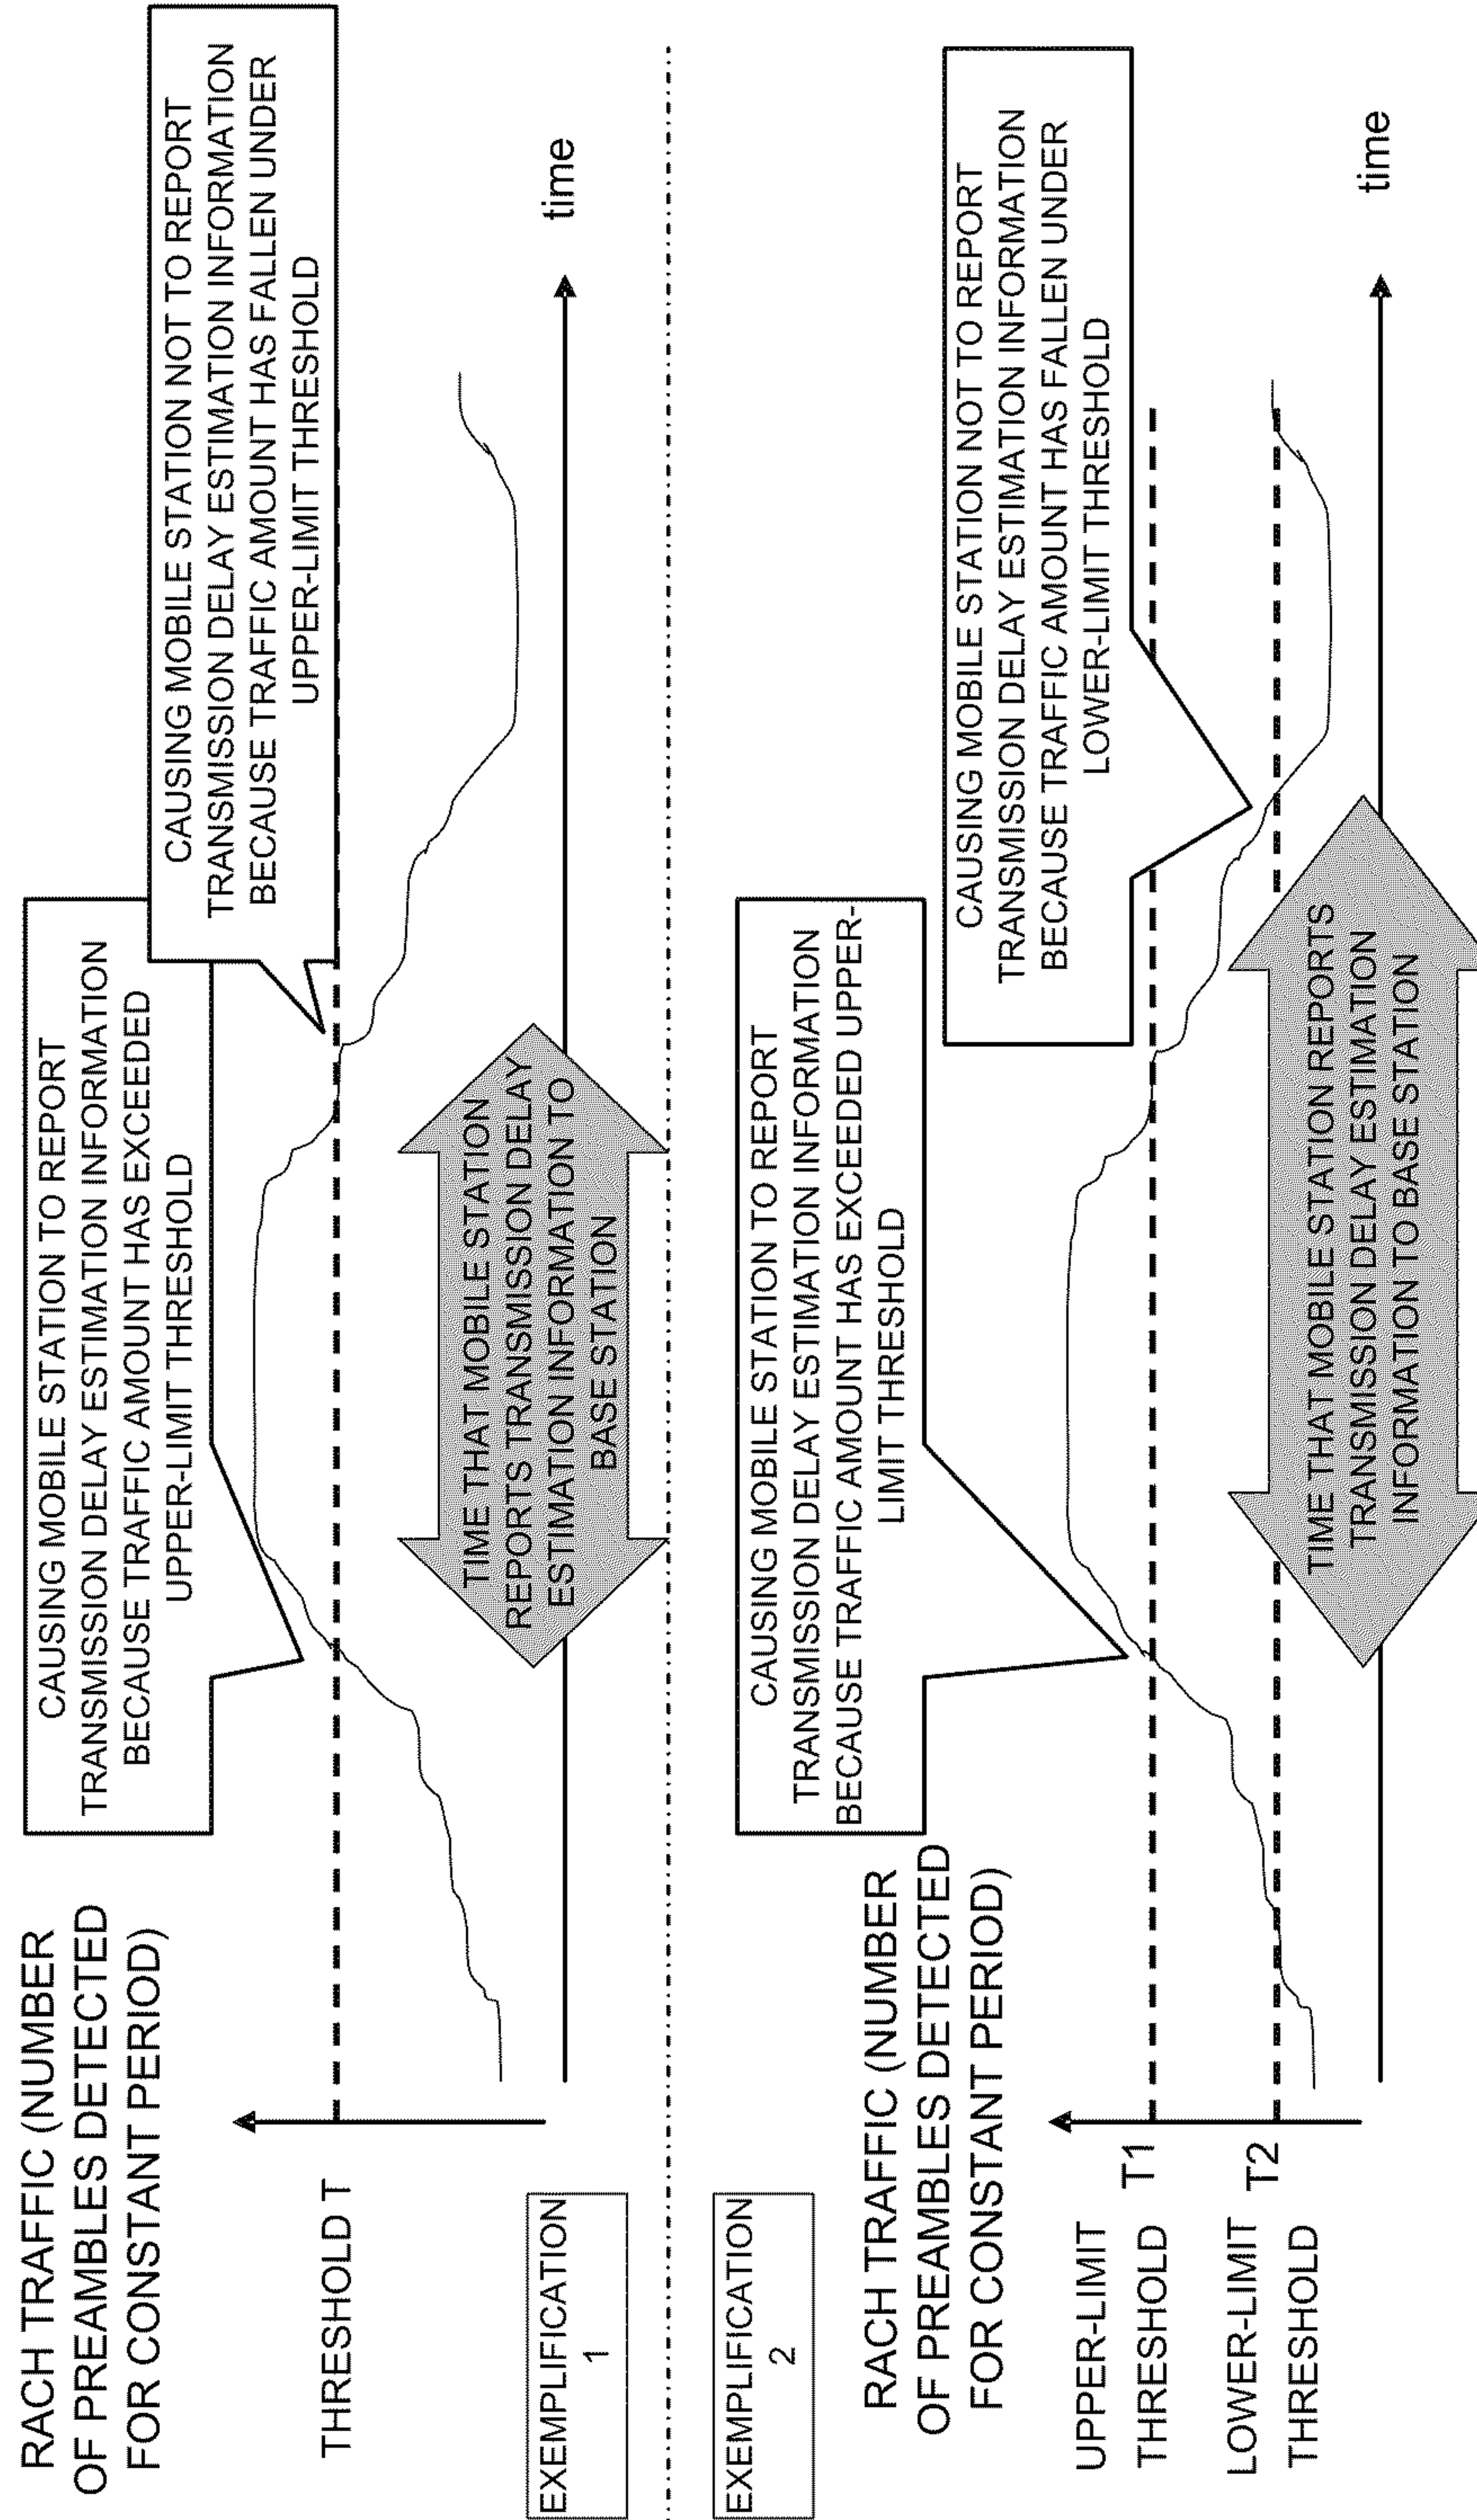 RACH TRAFFIC (NUMBER
OF PREAMBLES DETECTED
FOR CONSTANT PERIOD)
THRESHOLD T
CAUSING MOBILE STATION TO REPORT
TRANSMISSION DELAY ESTIMATION INFORMATION
BECAUSE TRAFFIC AMOUNT HAS EXCEEDED
UPPER-LIMIT THRESHOLD
CAUSING MOBILE STATION NOT TO REPORT
TRANSMISSION DELAY ESTIMATION INFORMATION
BECAUSE TRAFFIC AMOUNT HAS FALLEN UNDER
UPPER-LIMIT THRESHOLD
TIME THAT MOBILE STATION
REPORTS TRANSMISSION DELAY
ESTIMATION INFORMATION TO
BASE STATION
time
EXEMPLIFICATION
1
EXEMPLIFICATION
2
RACH TRAFFIC (NUMBER
OF PREAMBLES DETECTED
FOR CONSTANT PERIOD)
UPPER-LIMIT
THRESHOLD
T1
LOWER-LIMIT
THRESHOLD
T2
CAUSING MOBILE STATION TO REPORT
TRANSMISSION DELAY ESTIMATION INFORMATION
BECAUSE TRAFFIC AMOUNT HAS EXCEEDED UPPER-
LIMIT THRESHOLD
CAUSING MOBILE STATION NOT TO REPORT
TRANSMISSION DELAY ESTIMATION INFORMATION
BECAUSE TRAFFIC AMOUNT HAS FALLEN UNDER
LOWER-LIMIT THRESHOLD
TIME THAT MOBILE STATION REPORTS
TRANSMISSION DELAY ESTIMATION
INFORMATION TO BASE STATION
time